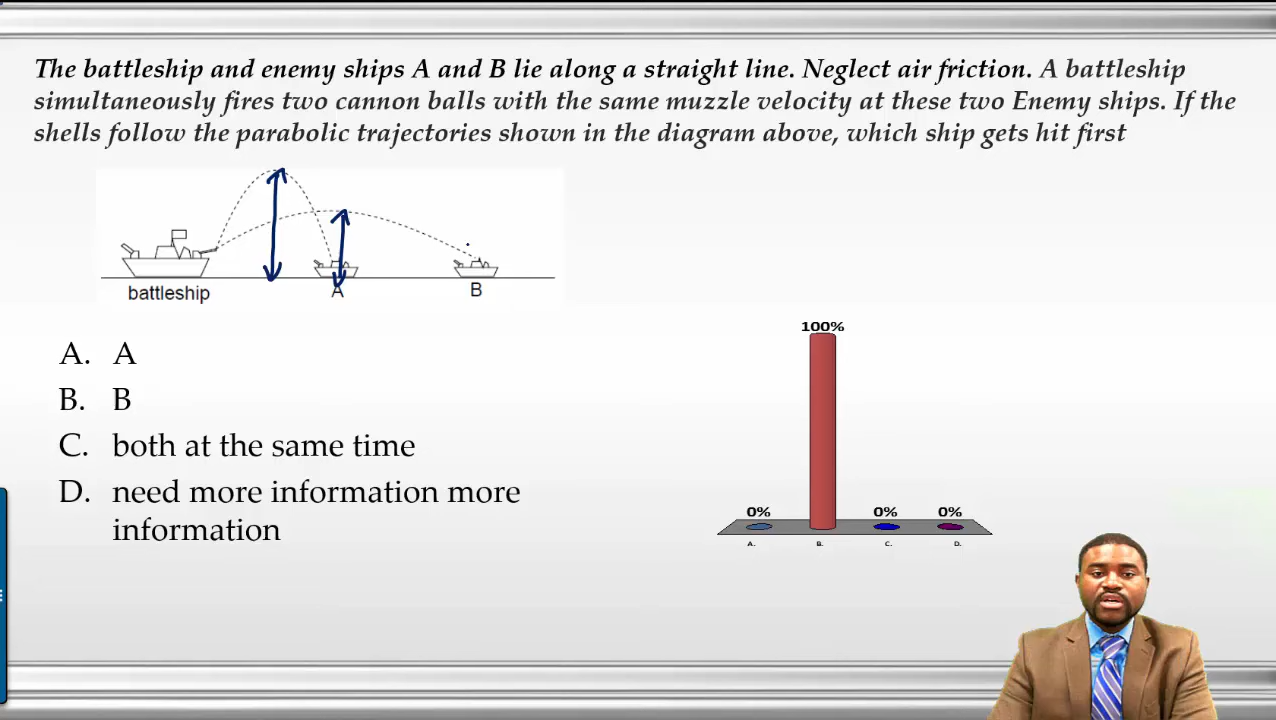 The battleship and enemy ships A and B lie along a straight line. Neglect air friction. A battleship
simultaneously fires two cannon balls with the same muzzle velocity at these two Enemy ships. If the
shells follow the parabolic trajectories shown in the diagram above, which ship gets hit first
battleship
A
B
A. A
B. B
C. both at the same time
D. need more information more
information
100%
0%
0%
0%
A.
B.
C.
D.